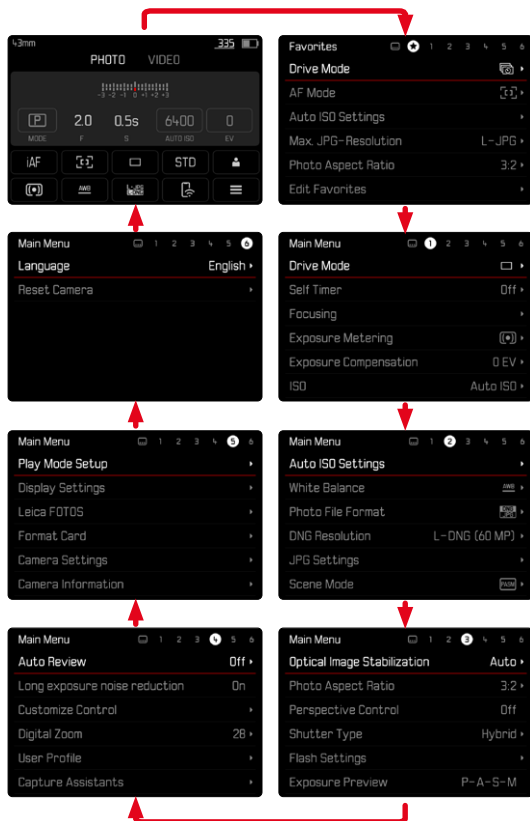 43mm 335
PHOTO VIDEO
-3 -2 -1 0 +1 +2 +3
P 2.0 0.5s 6400 0
MODE F S AUTO ISO EV
iAF STD
AWB L-JPG DNG
Favorites 1 2 3 4 5 6
Drive Mode
AF Mode
Auto ISO Settings
Max. JPG-Resolution L-JPG
Photo Aspect Ratio 3:2
Edit Favorites
Main Menu 1 2 3 4 5 6
Language English
Reset Camera
Main Menu 1 2 3 4 5 6
Drive Mode
Self Timer Off
Focusing
Exposure Metering
Exposure Compensation 0 EV
ISO Auto ISO
Main Menu 1 2 3 4 5 6
Play Mode Setup
Display Settings
Leica FOTOS
Format Card
Camera Settings
Camera Information
Main Menu 1 2 3 4 5 6
Auto ISO Settings
White Balance AWB
Photo File Format DNG JPG
DNG Resolution L-DNG (60 MP)
JPG Settings
Scene Mode PASM
Main Menu 1 2 3 4 5 6
Auto Review Off
Long exposure noise reduction On
Customize Control
Digital Zoom 28
User Profile
Capture Assistants
Main Menu 1 2 3 4 5 6
Optical Image Stabilization Auto
Photo Aspect Ratio 3:2
Perspective Control Off
Shutter Type Hybrid
Flash Settings
Exposure Preview P-A-S-M